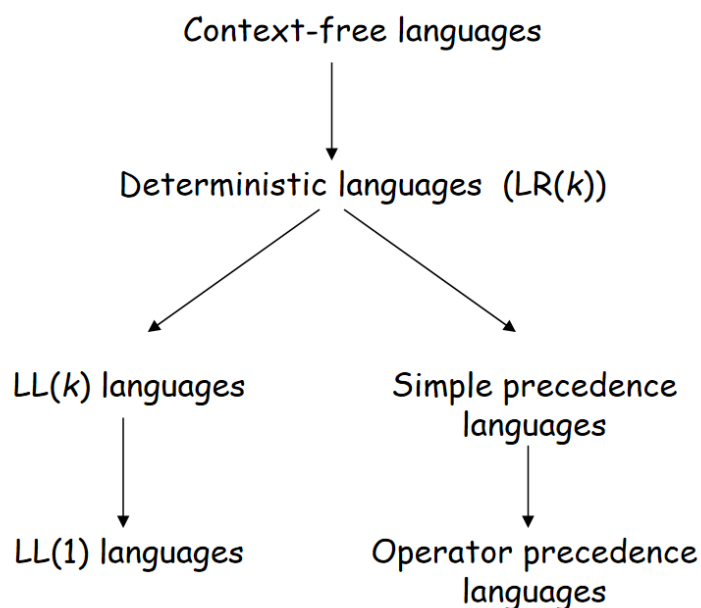 Context-free languages
Deterministic languages (LR(k))
LL(k) languages
Simple precedence
languages
LL(1) languages
Operator precedence
languages